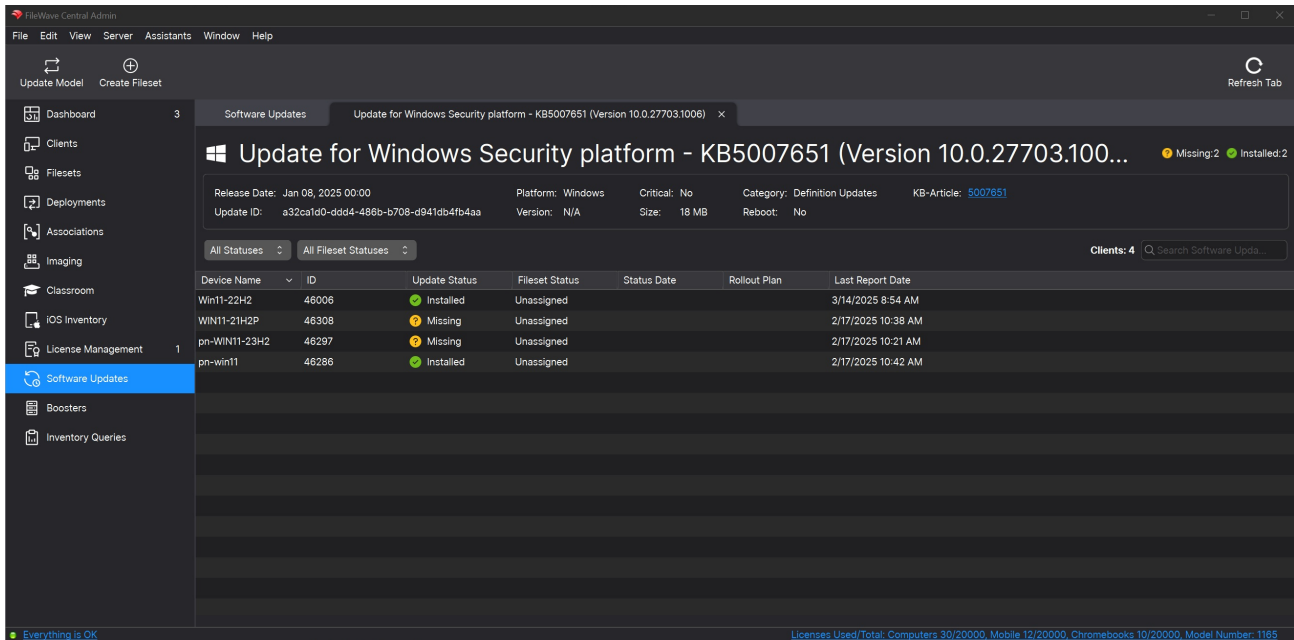 FileWave Central Admin
File Edit View Server Assistants Window Help
Update Model Create Fileset Refresh Tab
Dashboard 3
Clients
Filesets
Deployments
Associations
Imaging
Classroom
iOS Inventory
License Management 1
Software Updates
Boosters
Inventory Queries
Software Updates Update for Windows Security platform - KB5007651 (Version 10.0.27703.1006)
Update for Windows Security platform - KB5007651 (Version 10.0.27703.100... Missing:2 Installed:2
Release Date: Jan 08, 2025 00:00 Platform: Windows Critical: No Category: Definition Updates KB-Article: 5007651
Update ID: a32ca1d0-ddd4-486b-b708-d941db4fb4aa Version: N/A Size: 18 MB Reboot: No
All Statuses All Fileset Statuses Clients: 4 Search Software Upda...
Device Name ID Update Status Fileset Status Status Date Rollout Plan Last Report Date
Win11-22H2 46006 Installed Unassigned 3/14/2025 8:54 AM
WIN11-21H2P 46308 Missing Unassigned 2/17/2025 10:38 AM
pn-WIN11-23H2 46297 Missing Unassigned 2/17/2025 10:21 AM
pn-win11 46286 Installed Unassigned 2/17/2025 10:42 AM
Everything is OK Licenses Used/Total: Computers 30/20000, Mobile 12/20000, Chromebooks 10/20000, Model Number: 1165